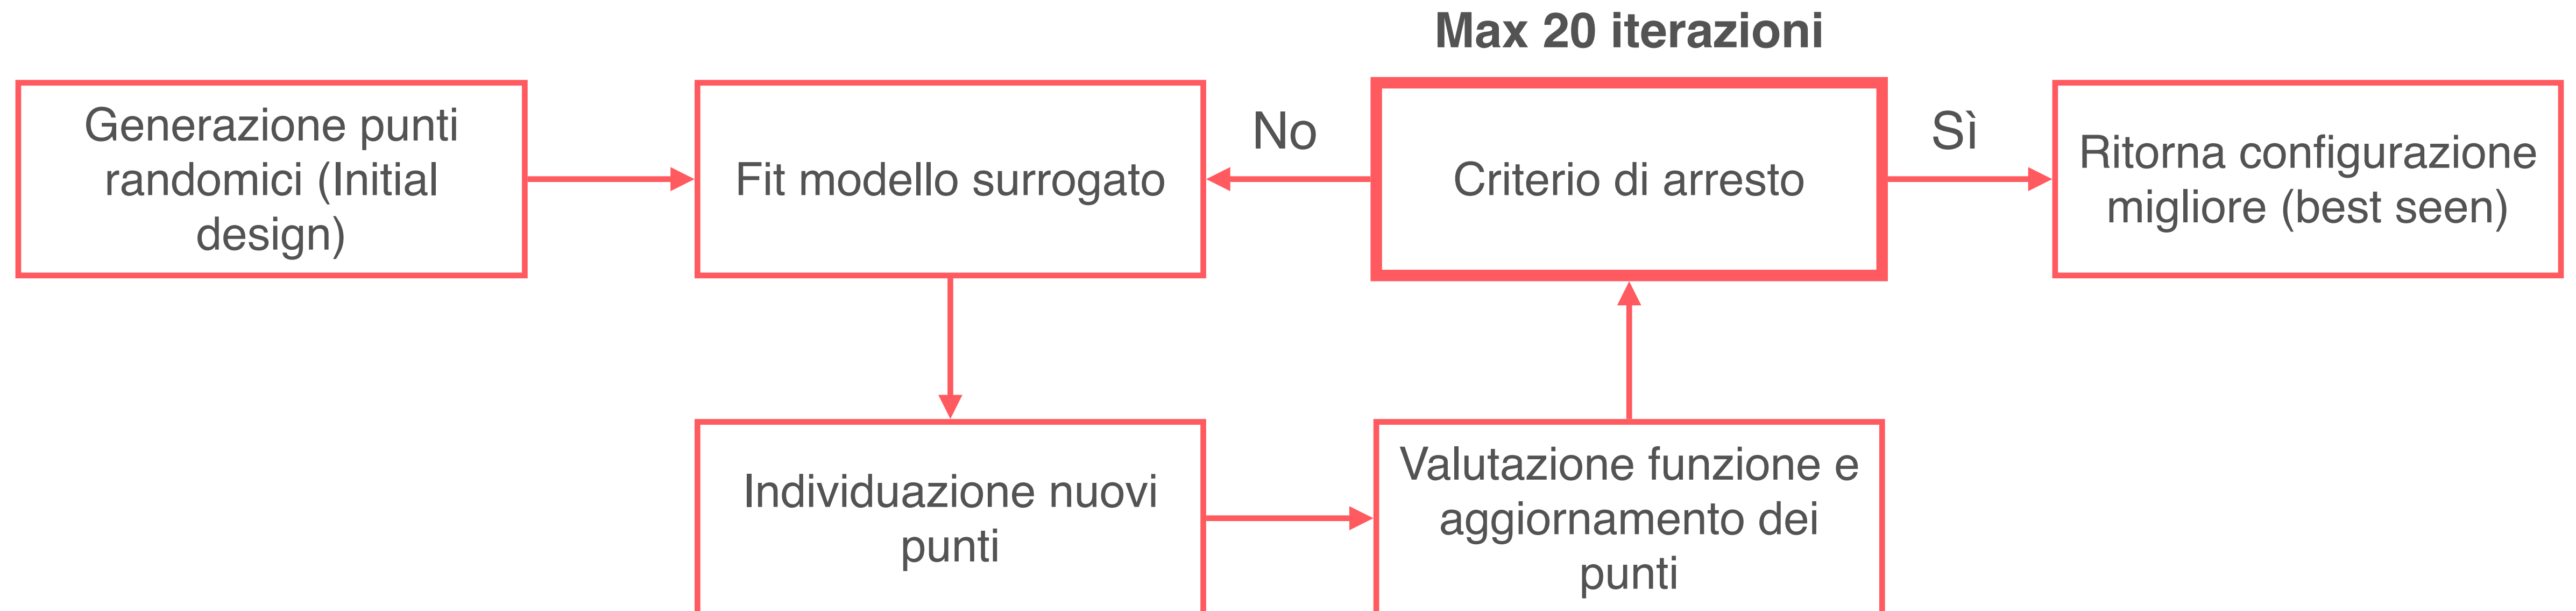 Max 20 iterazioni
Generazione punti
randomici (Initial
design)
Fit modello surrogato
No
Criterio di arresto
Sì
Ritorna configurazione
migliore (best seen)
Individuazione nuovi
punti
Valutazione funzione e
aggiornamento dei
punti